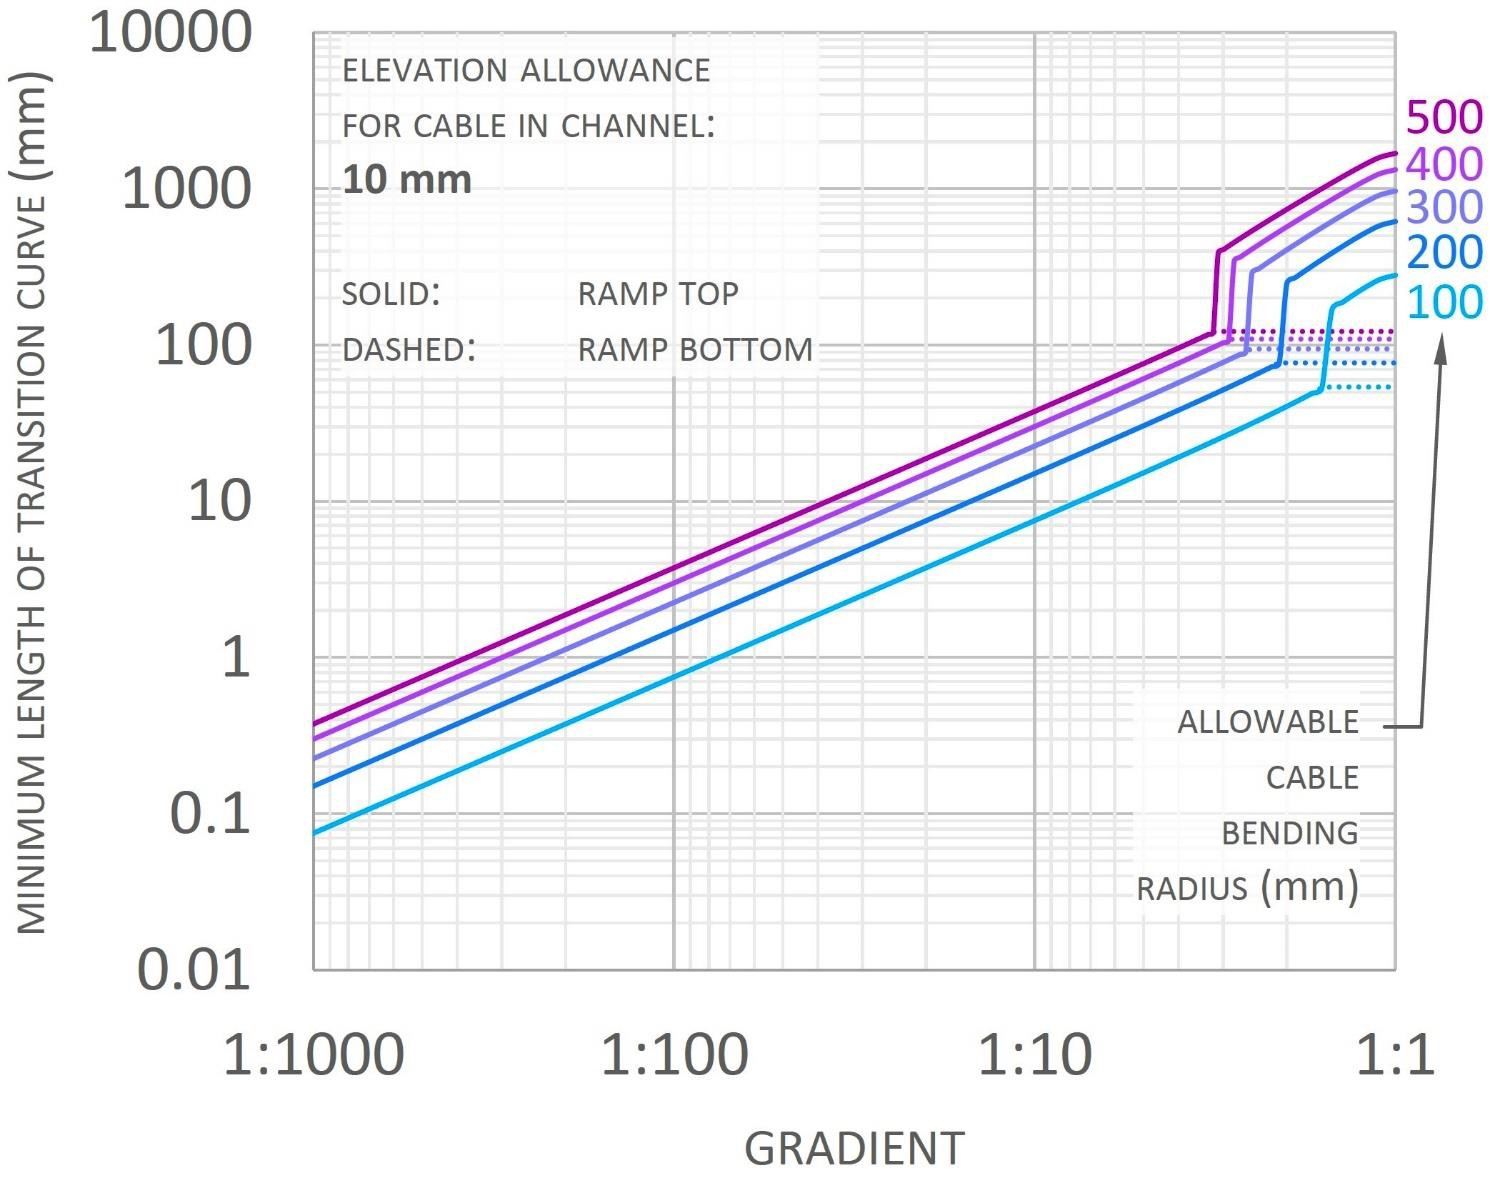 MINIMUM LENGTH OF TRANSITION CURVE (mm)
10000
1000
100
10
1
0.1
0.01
ELEVATION ALLOWANCE
FOR CABLE IN CHANNEL:
10 mm
SOLID: RAMP TOP
DASHED: RAMP BOTTOM
500
400
300
200
100
ALLOWABLE
CABLE
BENDING
RADIUS (mm)
1:1000 1:100 1:10 1:1
GRADIENT